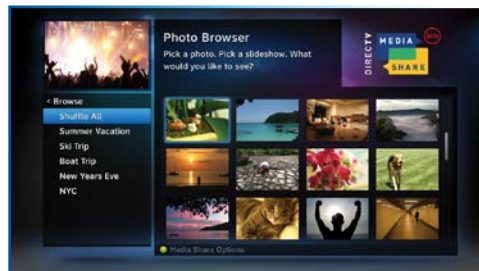 Photo Browser
Pick a photo. Pick a slideshow. What
would you like to see?
DIRECTV
MEDIA
SHARE
BETA
< Browse
Shuffle All
Summer Vacation
Ski Trip
Boat Trip
New Years Eve
NYC
Media Share Options